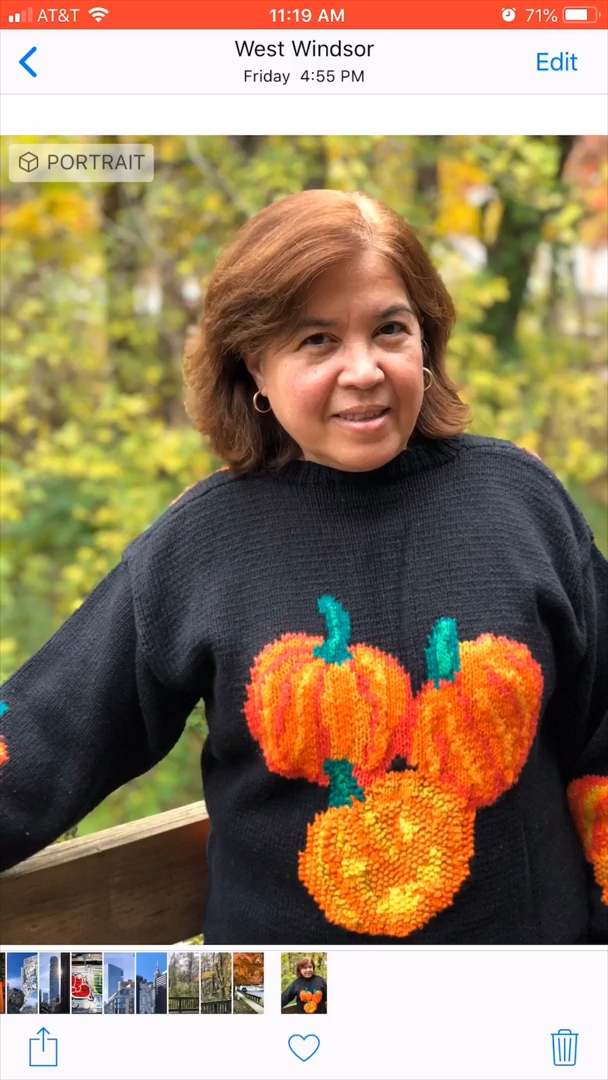 AT&T 11:19 AM 71%
West Windsor
Edit
Friday 4:55 PM
PORTRAIT